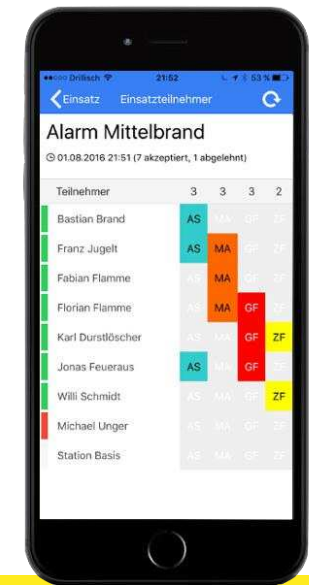 Drillisch 21:52 53 %
Einsatz Einsatzteilnehmer
Alarm Mittelbrand
01.08.2016 21:51 (7 akzeptiert, 1 abgelehnt)
Teilnehmer 3 3 3 2
Bastian Brand AS MA GF ZF
Franz Jugelt AS MA GF ZF
Fabian Flamme AS MA GF ZF
Florian Flamme AS MA GF ZF
Karl Durstlöscher AS MA GF ZF
Jonas Feueraus AS MA GF ZF
Willi Schmidt AS MA GF ZF
Michael Unger AS MA GF ZF
Station Basis AS MA GF ZF